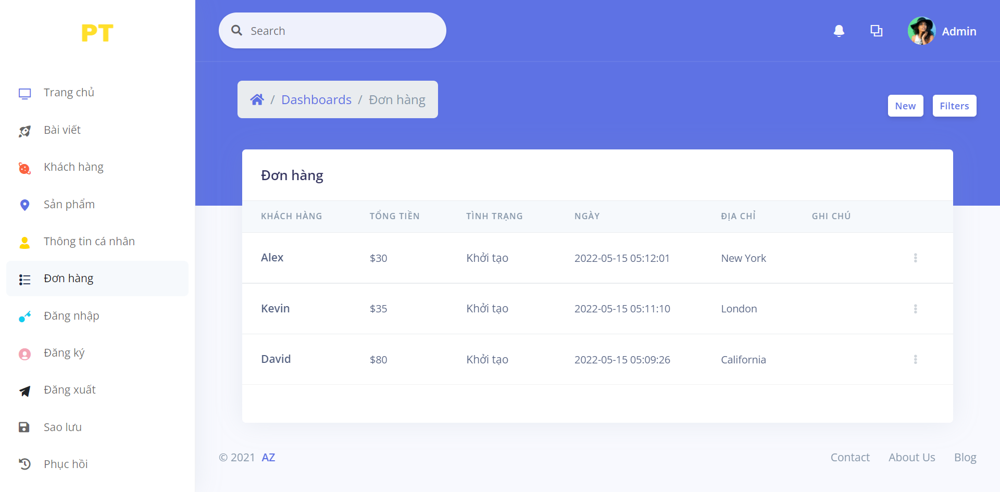 PT
Search
Admin
Trang chủ
Bài viết
Khách hàng
Sản phẩm
Thông tin cá nhân
Đơn hàng
Đăng nhập
Đăng ký
Đăng xuất
Sao lưu
Phục hồi
/ Dashboards / Đơn hàng
New Filters
Đơn hàng
KHÁCH HÀNG TỔNG TIỀN TÌNH TRẠNG NGÀY ĐỊA CHỈ GHI CHÚ
Alex $30 Khởi tạo 2022-05-15 05:12:01 New York
Kevin $35 Khởi tạo 2022-05-15 05:11:10 London
David $80 Khởi tạo 2022-05-15 05:09:26 California
© 2021 AZ Contact About Us Blog